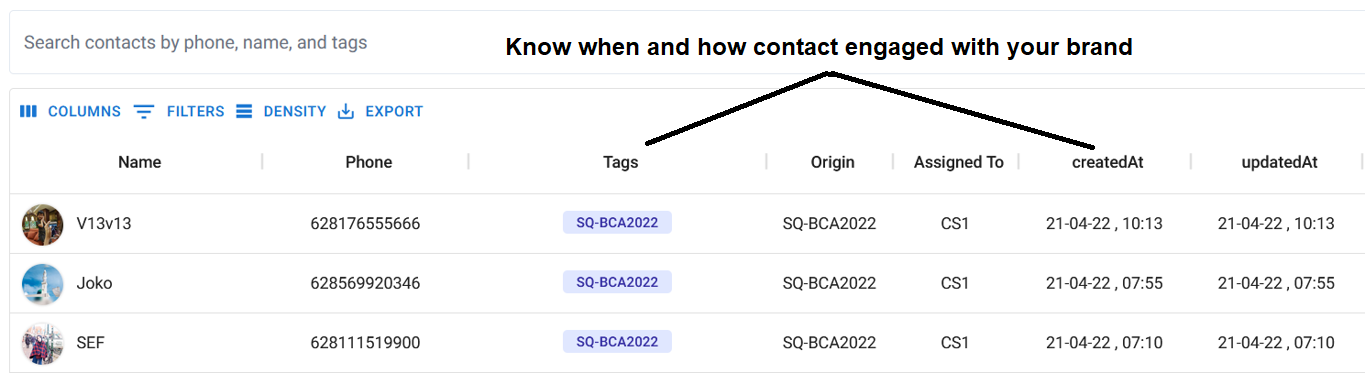 Search contacts by phone, name, and tags
Know when and how contact engaged with your brand
COLUMNS FILTERS DENSITY EXPORT
Name Phone Tags Origin Assigned To createdAt updatedAt
V13v13 628176555666 SQ-BCA2022 SQ-BCA2022 CS1 21-04-22 , 10:13 21-04-22 , 10:13
Joko 628569920346 SQ-BCA2022 SQ-BCA2022 CS1 21-04-22 , 07:55 21-04-22 , 07:55
SEF 628111519900 SQ-BCA2022 SQ-BCA2022 CS1 21-04-22 , 07:10 21-04-22 , 07:10